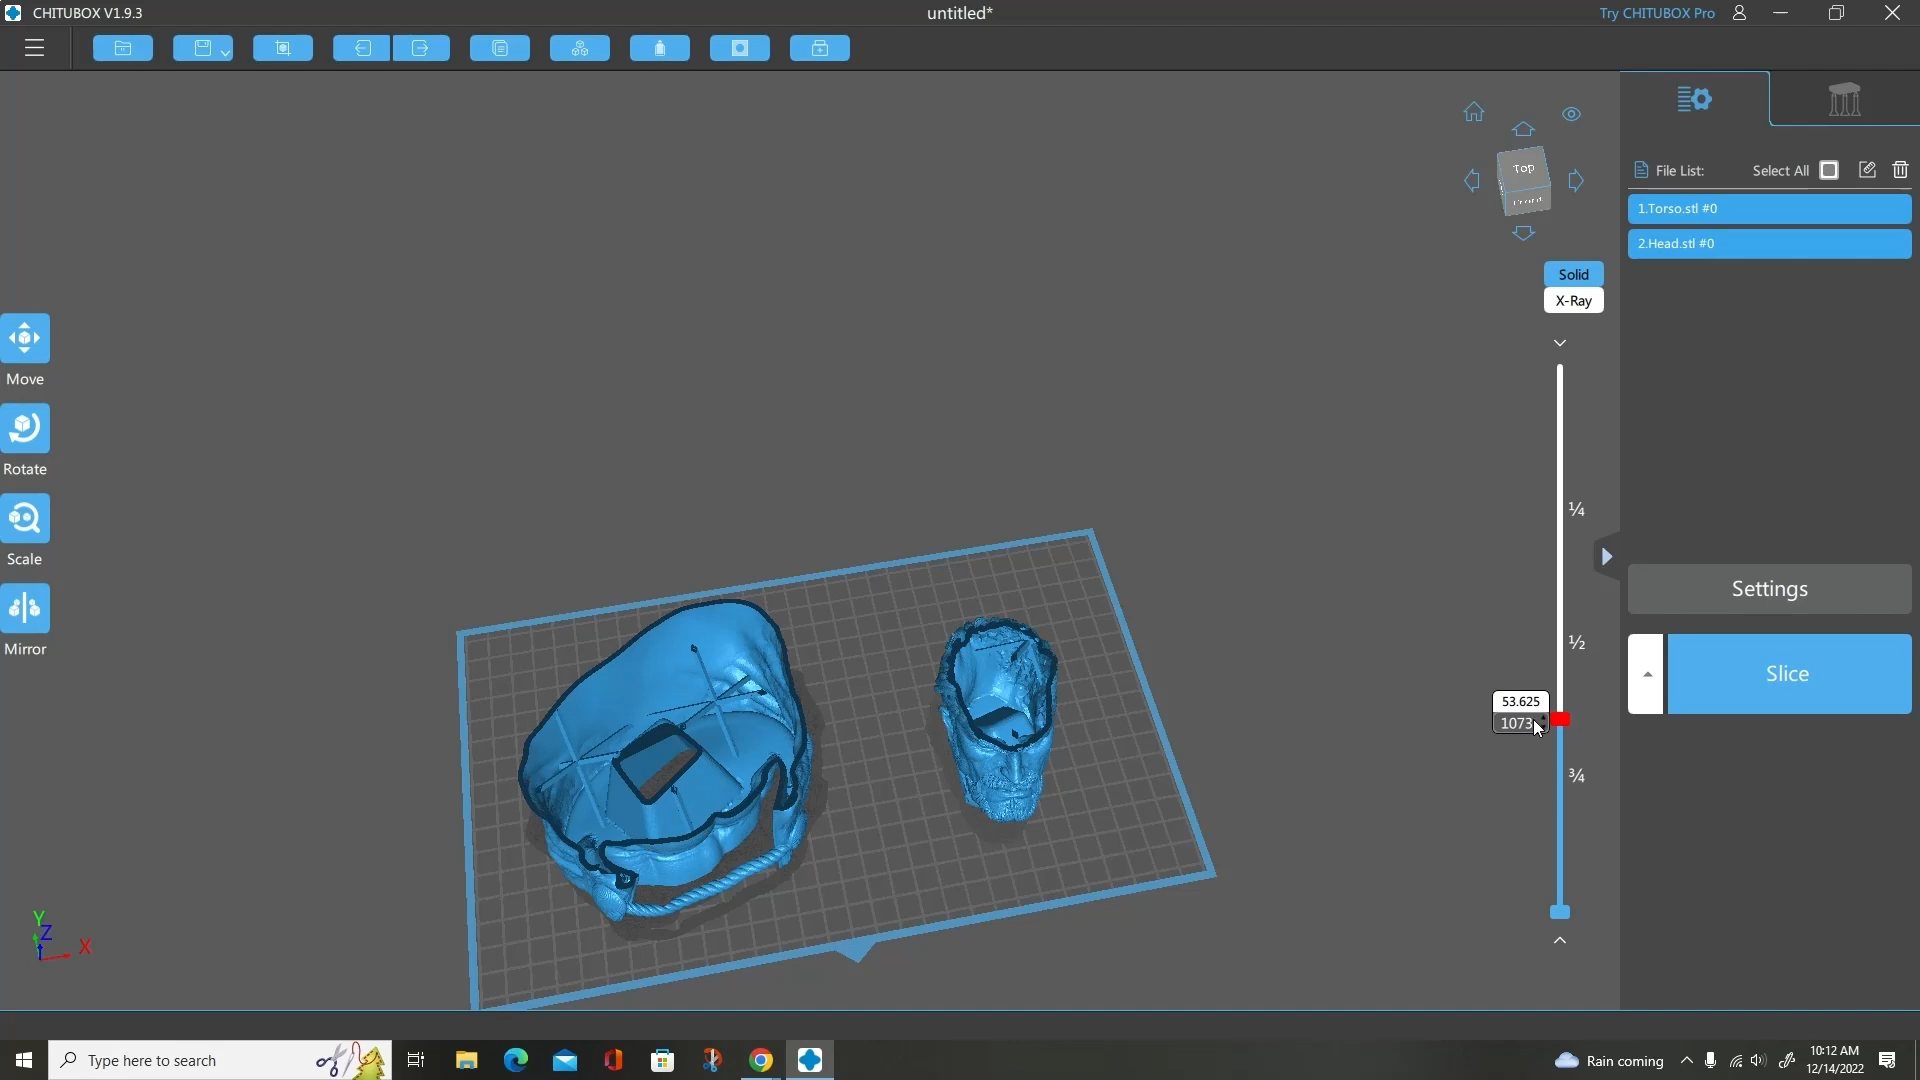 CHITUBOX V1.9.3
untitled*
Try CHITUBOX Pro
File List:
Select All
1.Torso.stl #0
2.Head.stl #0
Top
Front
Solid
X-Ray
Move
Rotate
Scale
Mirror
¼
½
¾
53.625
1073
Settings
Slice
Y
Z
X
Type here to search
Rain coming
10:12 AM
12/14/2022